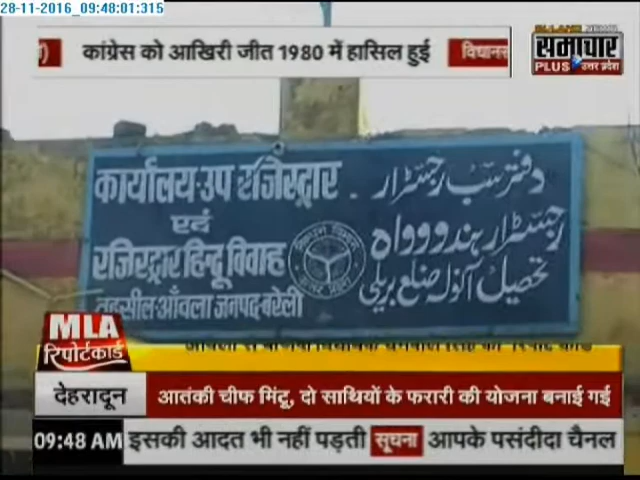 28-11-2016_09:48:01:315
कांग्रेस को आखिरी जीत 1980 में हासिल हुई
समाचार
PLUS उत्तर प्रदेश
कार्यालय उप रजिस्ट्रार
एवं
रजिस्ट्रार हिन्दू विवाह
तहसील-आँवला जनपद-बरेली
دفتر سب رجسٹرار
رجسٹرار ہندو وواہ
تحصیل آنولہ ضلع بریلی
MLA
रिपोर्टकार्ड
देहरादून
आतंकी चीफ मिंटू, दो साथियों के फरारी की योजना बनाई गई
09:48 AM
इसकी आदत भी नहीं पड़ती सूचना आपके पसंदीदा चैनल